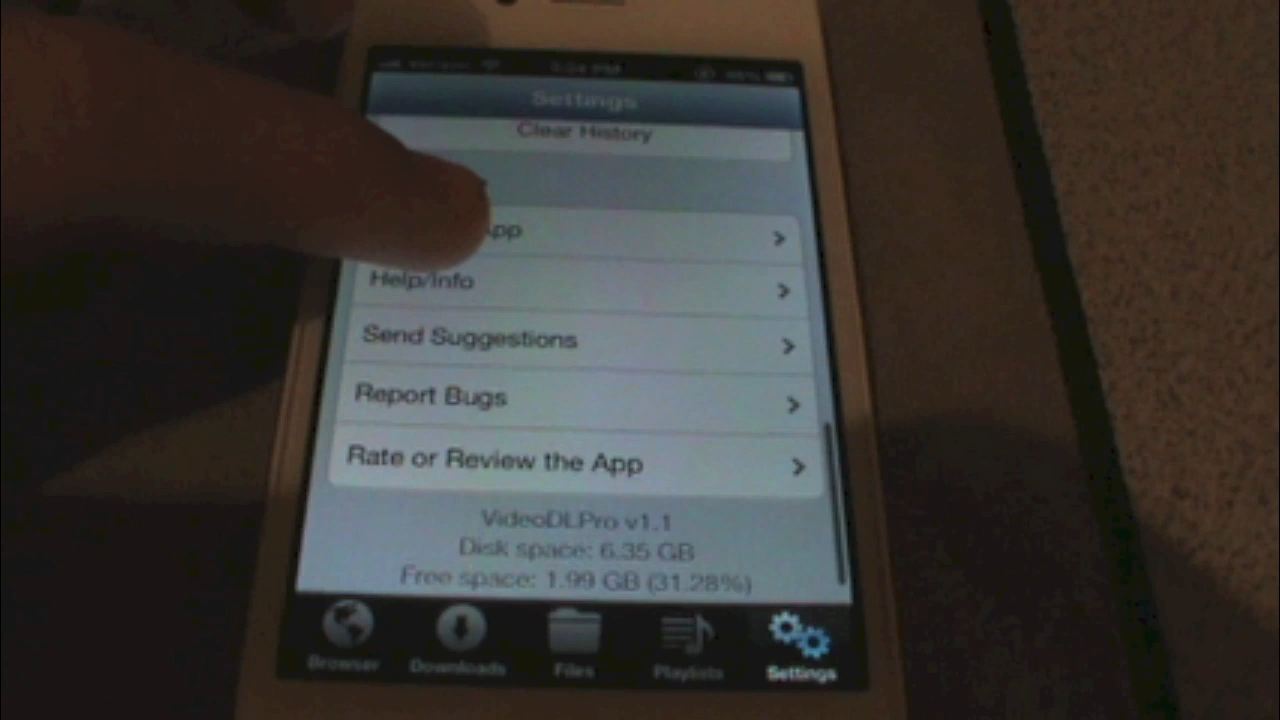 Settings
Clear History
App
Help/Info
Send Suggestions
Report Bugs
Rate or Review the App
VideoDLPro v1.1
Disk space: 6.35 GB
Free space: 1.99 GB (31.28%)
Browser Downloads Files Playlists Settings